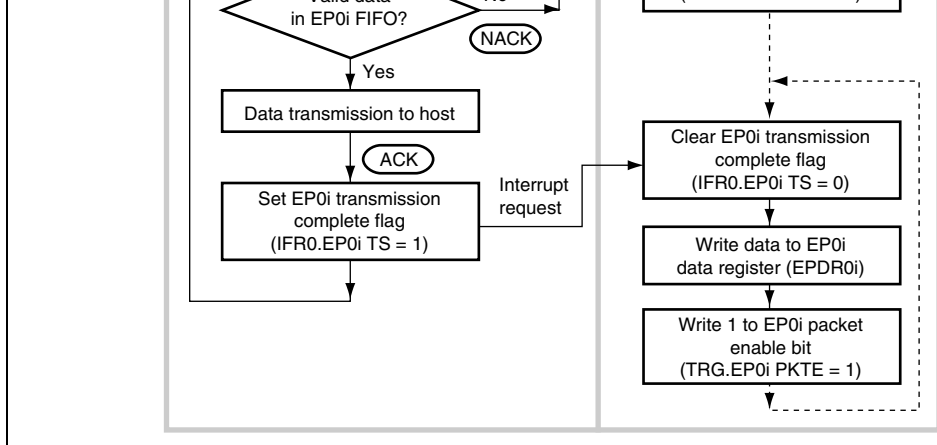 in EP0i FIFO?
NACK
Yes
Data transmission to host
ACK
Set EP0i transmission
complete flag
(IFR0.EP0i TS = 1)
Interrupt
request
Clear EP0i transmission
complete flag
(IFR0.EP0i TS = 0)
Write data to EP0i
data register (EPDR0i)
Write 1 to EP0i packet
enable bit
(TRG.EP0i PKTE = 1)